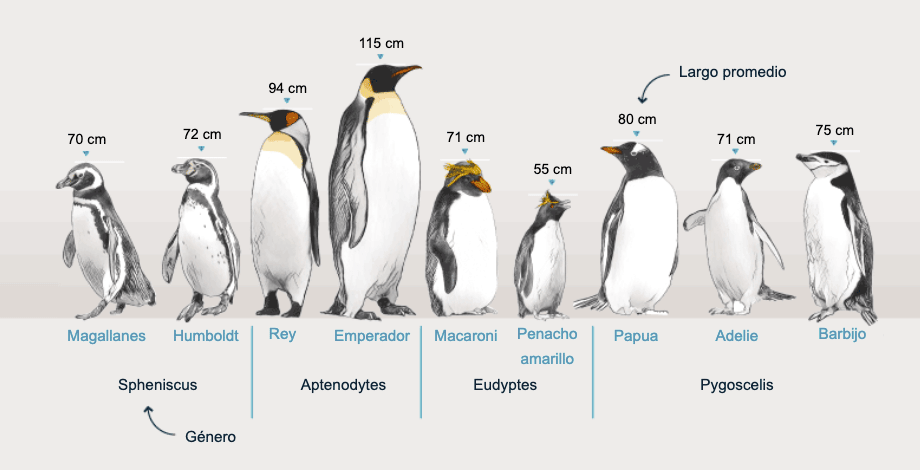 115 cm
Largo promedio
94 cm
80 cm
70 cm
72 cm
71 cm
71 cm
75 cm
55 cm
Magallanes
Humboldt
Rey
Emperador
Macaroni
Penacho
amarillo
Papua
Adelie
Barbijo
Spheniscus
Aptenodytes
Eudyptes
Pygoscelis
Género